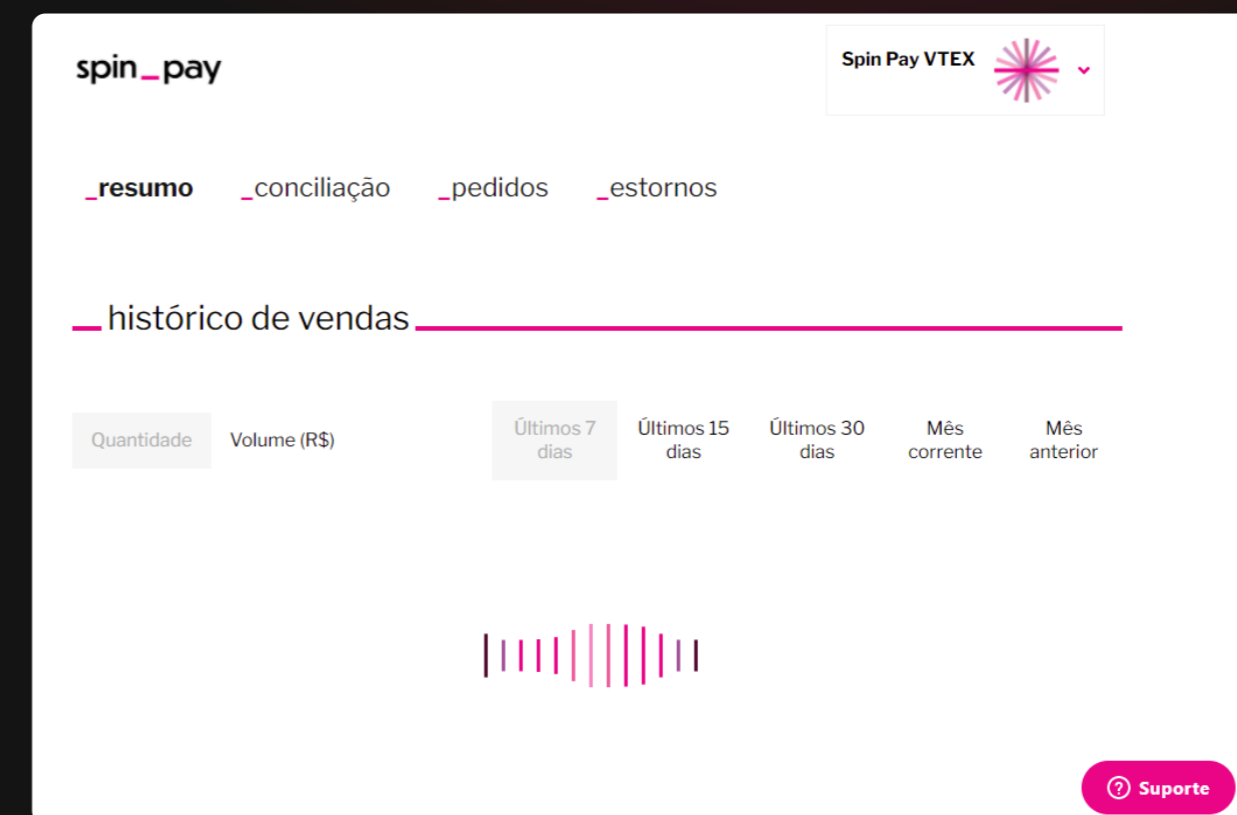 spin_pay
Spin Pay VTEX
_resumo _conciliação _pedidos _estornos
_ histórico de vendas
Quantidade Volume (R$)
Últimos 7 dias
Últimos 15 dias
Últimos 30 dias
Mês corrente
Mês anterior
Suporte